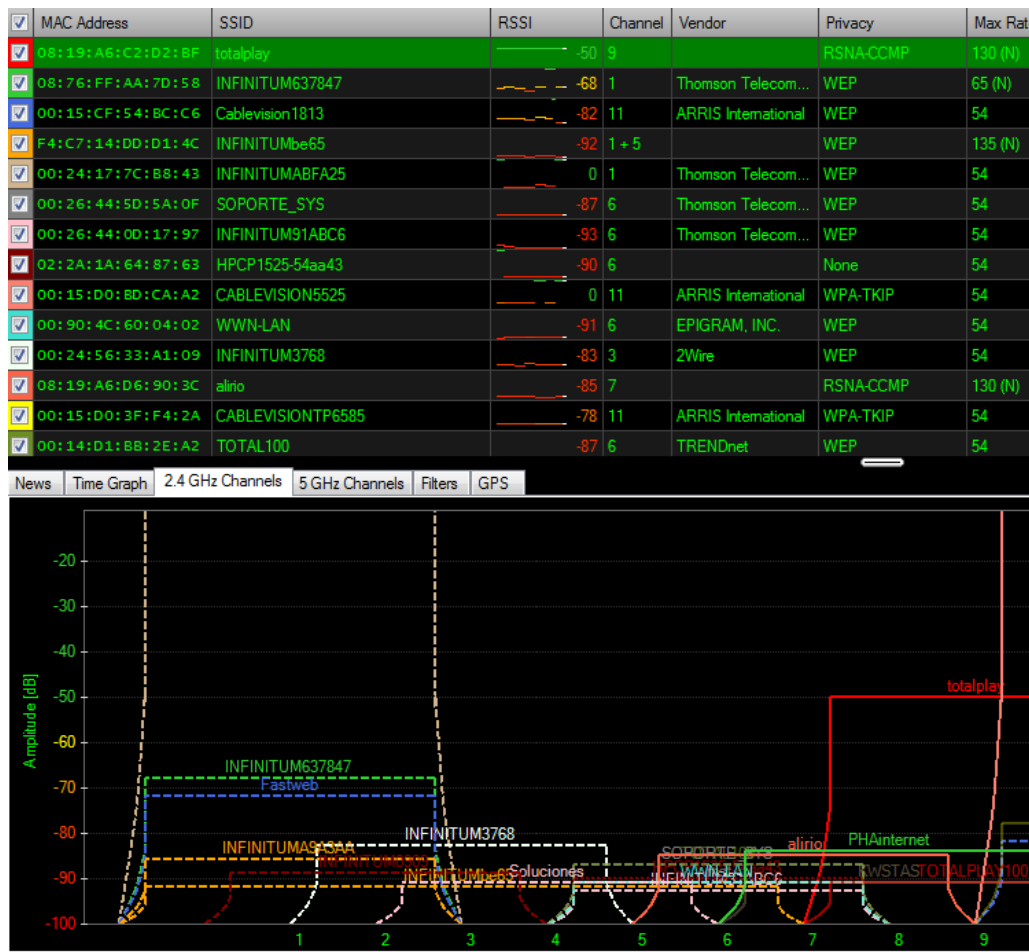 MAC Address SSID RSSI Channel Vendor Privacy Max Rat
08:19:A6:C2:D2:BF totalplay -50 9 RSNA-CCMP 130 (N)
08:76:FF:AA:7D:58 INFINITUM637847 -68 1 Thomson Telecom... WEP 65 (N)
00:15:CF:54:BC:C6 Cablevision1813 -82 11 ARRIS International WEP 54
F4:C7:14:DD:D1:4C INFINITUMbe65 -92 1 + 5 WEP 135 (N)
00:24:17:7C:B8:43 INFINITUMABFA25 0 1 Thomson Telecom... WEP 54
00:26:44:5D:5A:0F SOPORTE_SYS -87 6 Thomson Telecom... WEP 54
00:26:44:0D:17:97 INFINITUM91ABC6 -93 6 Thomson Telecom... WEP 54
02:2A:1A:64:87:63 HPCP1525-54aa43 -90 6 None 54
00:15:D0:BD:CA:A2 CABLEVISION5525 0 11 ARRIS International WPA-TKIP 54
00:90:4C:60:04:02 WWN-LAN -91 6 EPIGRAM, INC. WEP 54
00:24:56:33:A1:09 INFINITUM3768 -83 3 2Wire WEP 54
08:19:A6:D6:90:3C alirio -85 7 RSNA-CCMP 130 (N)
00:15:D0:3F:F4:2A CABLEVISIONTP6585 -78 11 ARRIS International WPA-TKIP 54
00:14:D1:BB:2E:A2 TOTAL100 -87 6 TRENDnet WEP 54
News Time Graph 2.4 GHz Channels 5 GHz Channels Filters GPS
Amplitude [dB]
-20
-30
-40
-50
totalplay
-60
INFINITUM637847
-70
Fastweb
-80
INFINITUM3768
PHAinternet
alirio
INFINITUMA9A3AA
SOPORTE_SYS
-90
INFINITUMbe65
Soluciones
TOTALPLAY100
-100
1 2 3 4 5 6 7 8 9